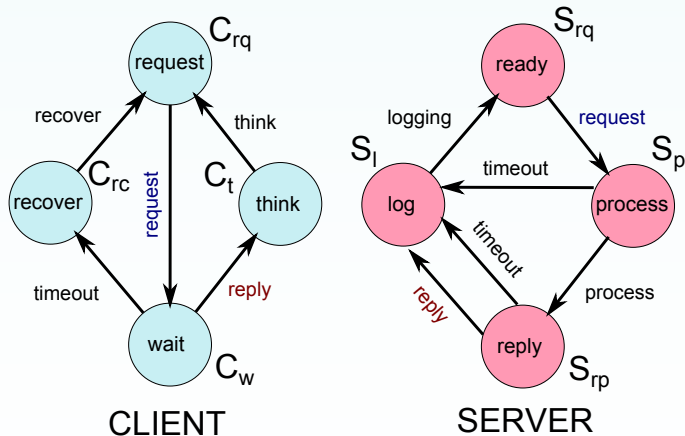 C_rq
request
recover
think
C_rc
C_t
recover
request
think
timeout
reply
wait
C_w
CLIENT
S_rq
ready
logging
request
S_l
timeout
S_p
log
process
timeout
reply
process
reply
S_rp
SERVER